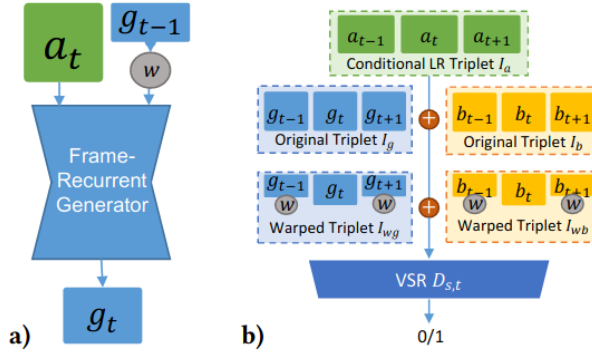 a_t g_{t-1}
w
Frame-
Recurrent
Generator
g_t
a)
a_{t-1} a_t a_{t+1}
Conditional LR Triplet I_a
g_{t-1} g_t g_{t+1}
Original Triplet I_g
+
b_{t-1} b_t b_{t+1}
Original Triplet I_b
g_{t-1} g_t g_{t+1}
w w
Warped Triplet I_{wg}
+
b_{t-1} b_t b_{t+1}
w w
Warped Triplet I_{wb}
VSR D_{s,t}
0/1
b)